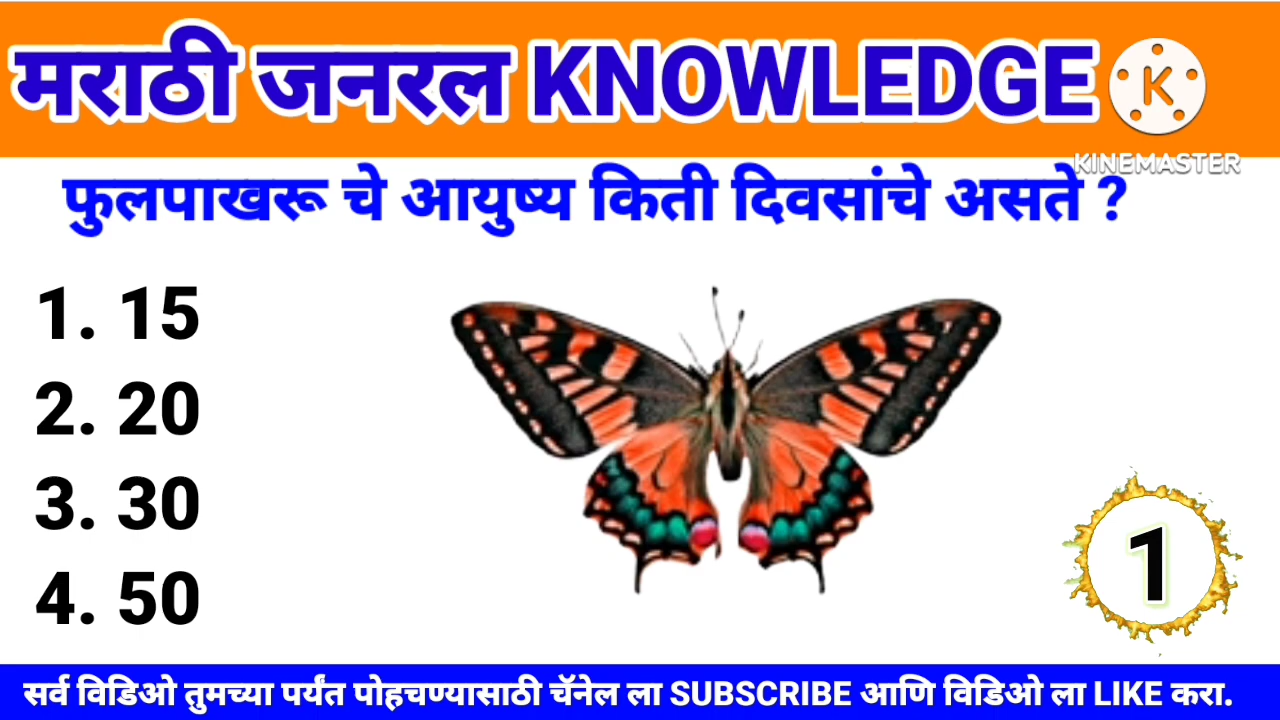 मराठी जनरल KNOWLEDGE
K
KINEMASTER
फुलपाखरू चे आयुष्य किती दिवसांचे असते ?
1. 15
2. 20
3. 30
4. 50
1
सर्व विडिओ तुमच्या पर्यंत पोहचण्यासाठी चॅनेल ला SUBSCRIBE आणि विडिओ ला LIKE करा.